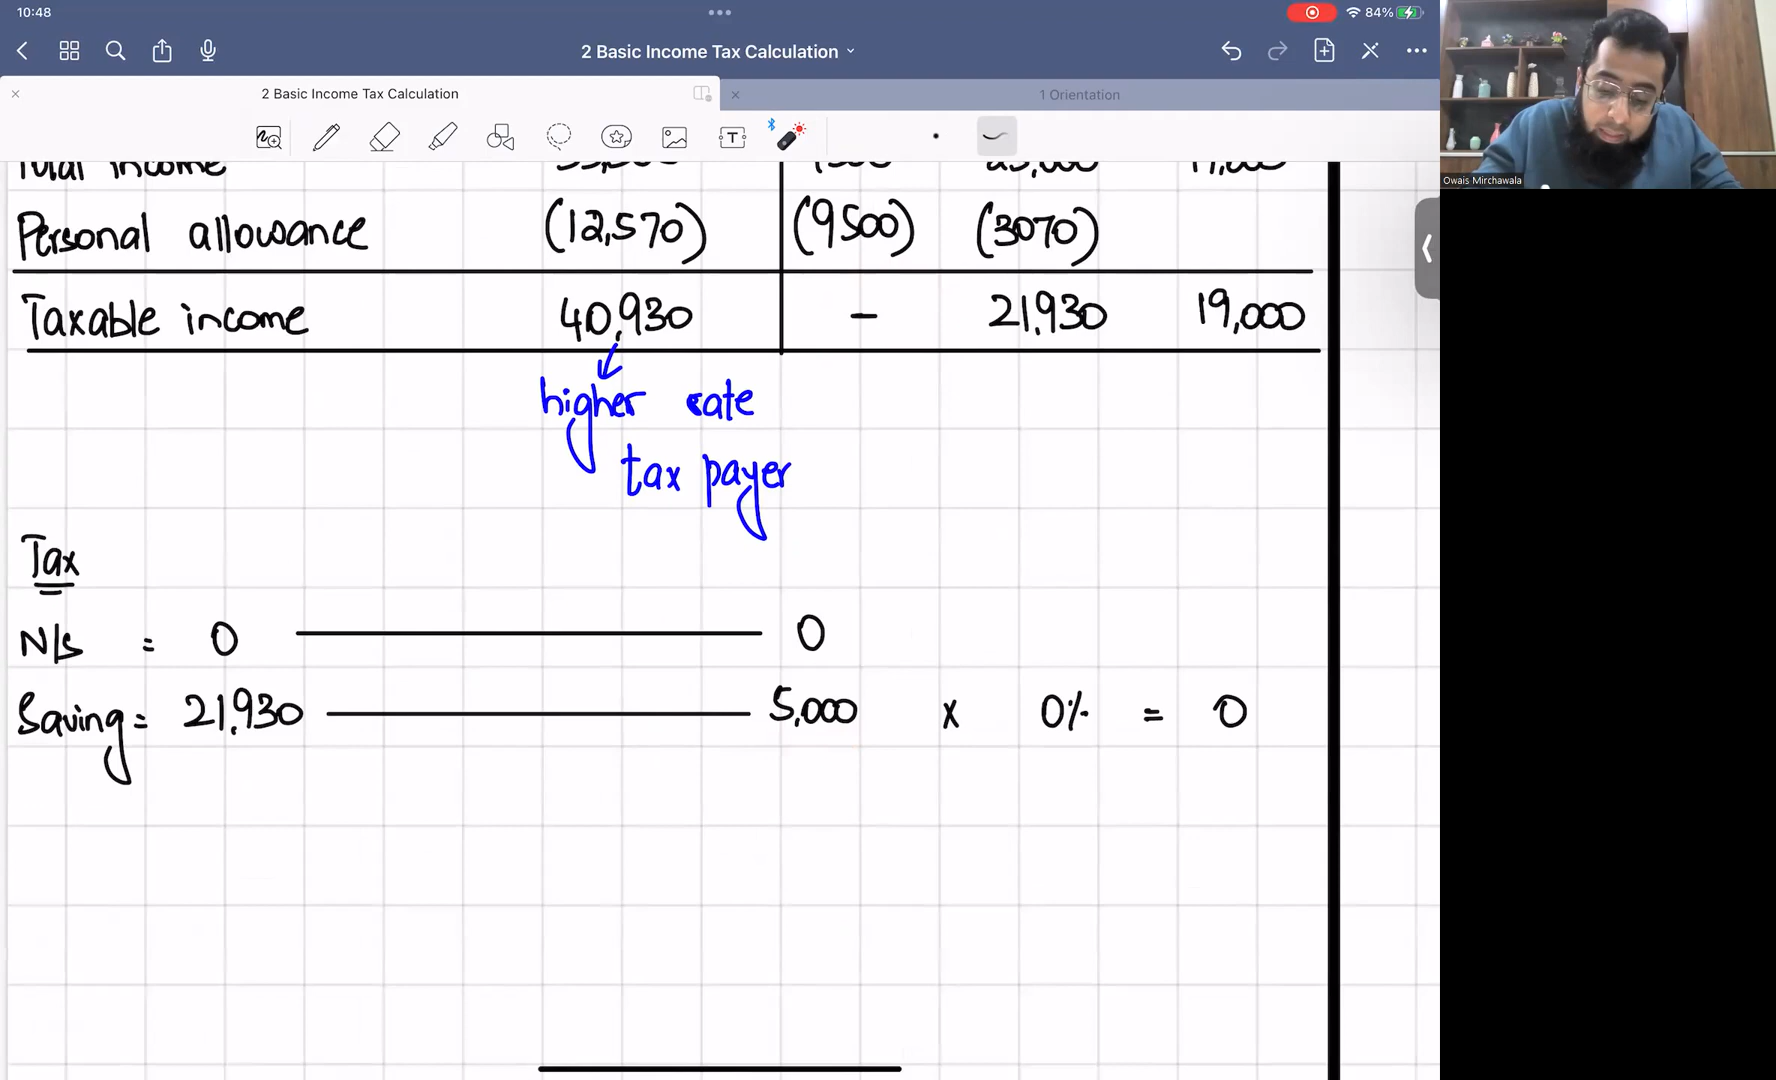 10:48
84%
2 Basic Income Tax Calculation
2 Basic Income Tax Calculation
1 Orientation
T
Owais Mirchawala
Total income
Personal allowance (12,570) (9500) (3070)
Taxable income 40,930 - 21,930 19,000
higher rate
tax payer
Tax
N/S = 0 0
Saving = 21,930 5,000 x 0% = 0